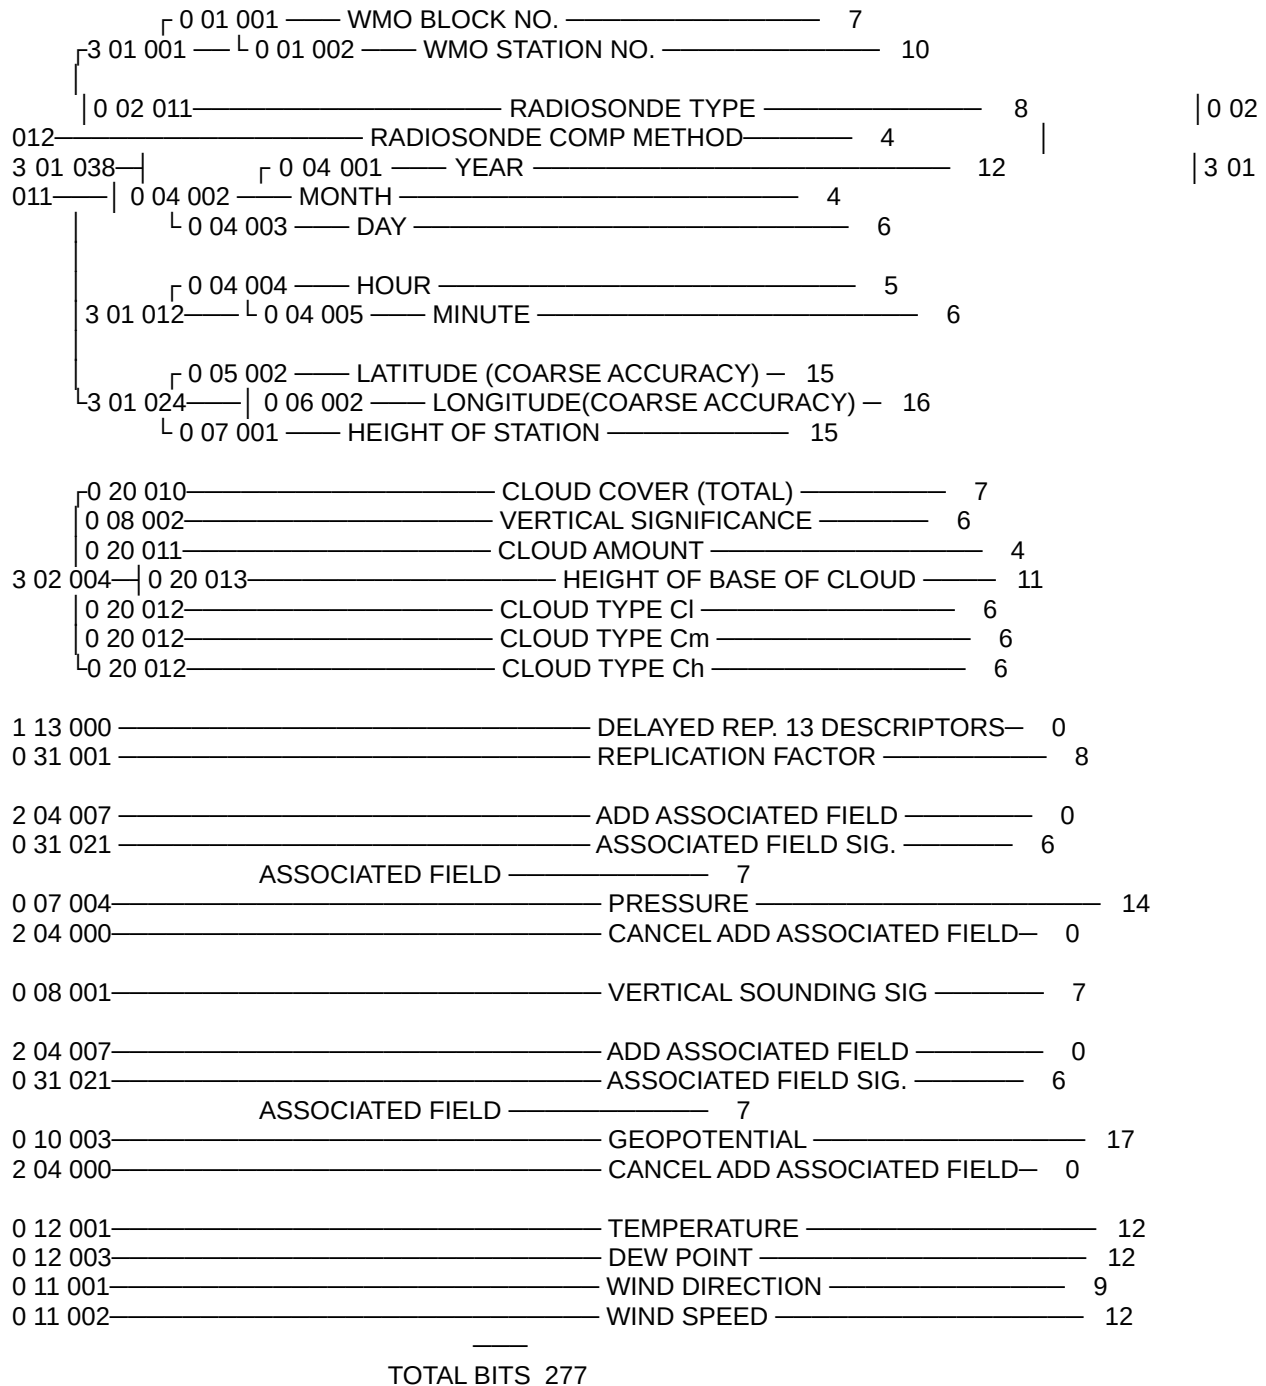 ┌ 0 01 001 ─── WMO BLOCK NO. ────────────── 7
┌3 01 001 ──└ 0 01 002 ─── WMO STATION NO. ──────────── 10
│
│0 02 011───────────────── RADIOSONDE TYPE ──────────── 8 │0 02
012───────────────── RADIOSONDE COMP METHOD────── 4 │
3 01 038─┤ ┌ 0 04 001 ─── YEAR ─────────────────────── 12 │3 01
011───│ 0 04 002 ─── MONTH ────────────────────── 4
│ └ 0 04 003 ─── DAY ──────────────────────── 6
│
│ ┌ 0 04 004 ─── HOUR ─────────────────────── 5
│3 01 012───└ 0 04 005 ─── MINUTE ───────────────────── 6
│
│ ┌ 0 05 002 ─── LATITUDE (COARSE ACCURACY) ─ 15
└3 01 024───│ 0 06 002 ─── LONGITUDE(COARSE ACCURACY) ─ 16
└ 0 07 001 ─── HEIGHT OF STATION ────────── 15
┌0 20 010───────────────── CLOUD COVER (TOTAL) ──────── 7
│0 08 002───────────────── VERTICAL SIGNIFICANCE ────── 6
│0 20 011───────────────── CLOUD AMOUNT ─────────────── 4
3 02 004─┤0 20 013───────────────── HEIGHT OF BASE OF CLOUD ──── 11
│0 20 012───────────────── CLOUD TYPE Cl ────────────── 6
│0 20 012───────────────── CLOUD TYPE Cm ────────────── 6
└0 20 012───────────────── CLOUD TYPE Ch ────────────── 6
1 13 000 ────────────────────────── DELAYED REP. 13 DESCRIPTORS─ 0
0 31 001 ────────────────────────── REPLICATION FACTOR ───────── 8
2 04 007 ────────────────────────── ADD ASSOCIATED FIELD ─────── 0
0 31 021 ────────────────────────── ASSOCIATED FIELD SIG. ────── 6
ASSOCIATED FIELD ─────────── 7
0 07 004─────────────────────────── PRESSURE ─────────────────── 14
2 04 000─────────────────────────── CANCEL ADD ASSOCIATED FIELD─ 0
0 08 001─────────────────────────── VERTICAL SOUNDING SIG ────── 7
2 04 007─────────────────────────── ADD ASSOCIATED FIELD ─────── 0
0 31 021─────────────────────────── ASSOCIATED FIELD SIG. ────── 6
ASSOCIATED FIELD ─────────── 7
0 10 003─────────────────────────── GEOPOTENTIAL ─────────────── 17
2 04 000─────────────────────────── CANCEL ADD ASSOCIATED FIELD─ 0
0 12 001─────────────────────────── TEMPERATURE ──────────────── 12
0 12 003─────────────────────────── DEW POINT ────────────────── 12
0 11 001─────────────────────────── WIND DIRECTION ───────────── 9
0 11 002─────────────────────────── WIND SPEED ───────────────── 12
───
TOTAL BITS 277